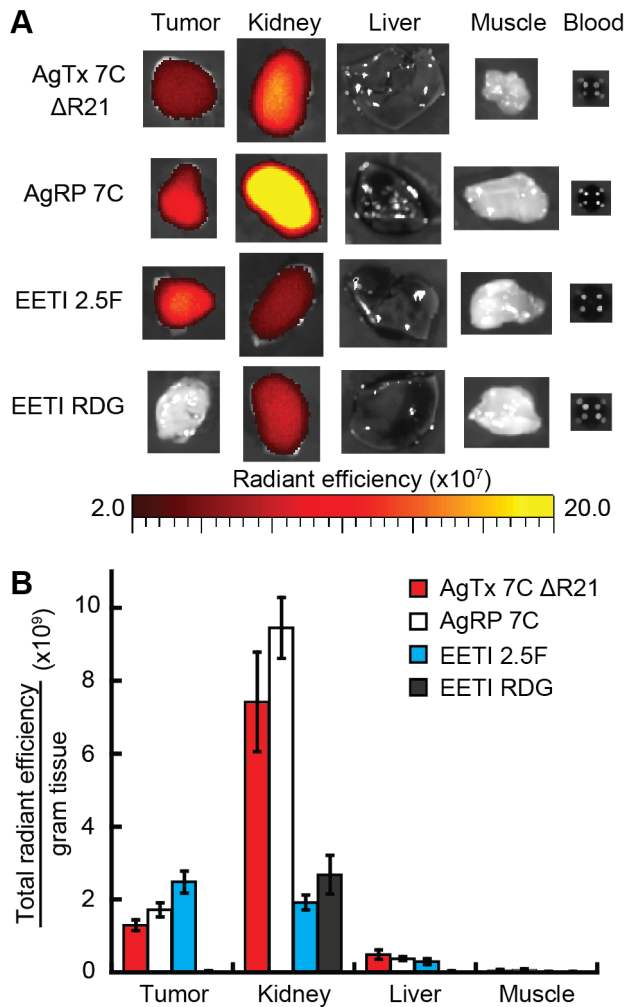 A
Tumor Kidney Liver Muscle Blood
AgTx 7C
ΔR21
AgRP 7C
EETI 2.5F
EETI RDG
Radiant efficiency (x10⁷)
2.0 20.0
B
AgTx 7C ΔR21
AgRP 7C
EETI 2.5F
EETI RDG
Total radiant efficiency (x10⁹)
gram tissue
10
8
6
4
2
0
Tumor Kidney Liver Muscle